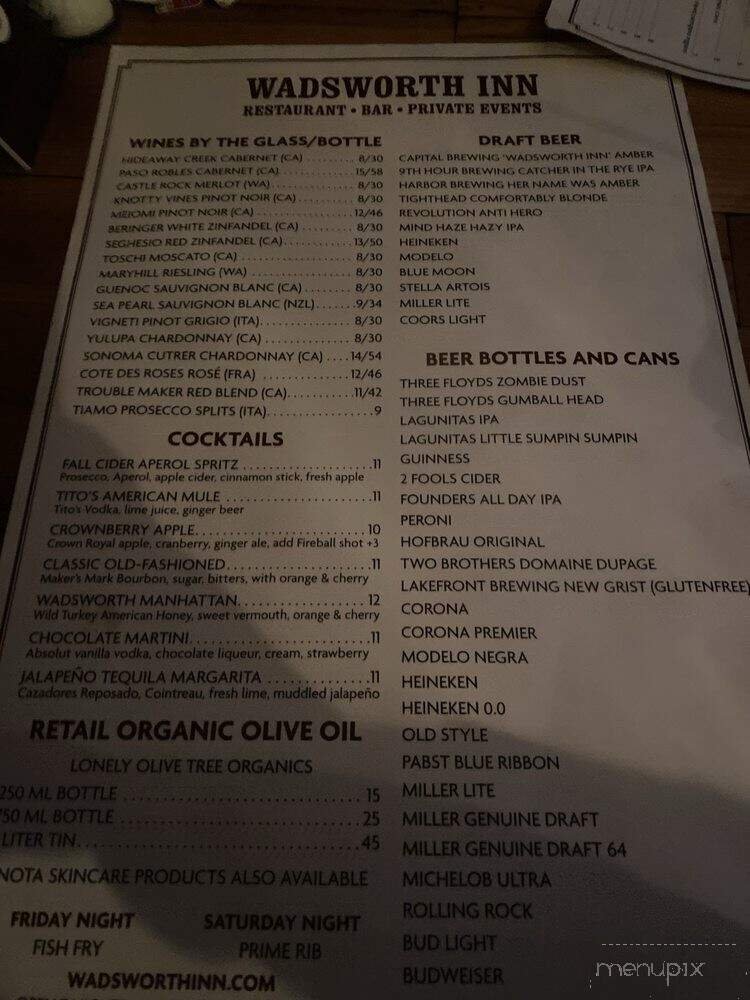 WADSWORTH INN
RESTAURANT • BAR • PRIVATE EVENTS
WINES BY THE GLASS/BOTTLE
HIDEAWAY CREEK CABERNET (CA) . . . . . . . . . 8/30
PASO ROBLES CABERNET (CA) . . . . . . . . . 15/58
CASTLE ROCK MERLOT (WA) . . . . . . . . . 8/30
KNOTTY VINES PINOT NOIR (CA) . . . . . . . . . 8/30
MEIOMI PINOT NOIR (CA) . . . . . . . . . 12/46
BERINGER WHITE ZINFANDEL (CA) . . . . . . . . . 8/30
SEGHESIO RED ZINFANDEL (CA) . . . . . . . . . 13/50
TOSCHI MOSCATO (CA) . . . . . . . . . 8/30
MARYHILL RIESLING (WA) . . . . . . . . . 8/30
GUENOC SAUVIGNON BLANC (CA) . . . . . . . . 8/30
SEA PEARL SAUVIGNON BLANC (NZL) . . . . . . 9/34
VIGNETI PINOT GRIGIO (ITA) . . . . . . . . . 8/30
YULUPA CHARDONNAY (CA) . . . . . . . . . 8/30
SONOMA CUTRER CHARDONNAY (CA) . . . . 14/54
COTE DES ROSES ROSÉ (FRA) . . . . . . . . . 12/46
TROUBLE MAKER RED BLEND (CA) . . . . . . . . . 11/42
TIAMO PROSECCO SPLITS (ITA) . . . . . . . . . 9
COCKTAILS
FALL CIDER APEROL SPRITZ . . . . . . . . . 11
Prosecco, Aperol, apple cider, cinnamon stick, fresh apple
TITO'S AMERICAN MULE . . . . . . . . . 11
Tito's Vodka, lime juice, ginger beer
CROWNBERRY APPLE . . . . . . . . . 10
Crown Royal apple, cranberry, ginger ale, add Fireball shot +3
CLASSIC OLD-FASHIONED . . . . . . . . . 11
Maker's Mark Bourbon, sugar, bitters, with orange & cherry
WADSWORTH MANHATTAN . . . . . . . . . 12
Wild Turkey American Honey, sweet vermouth, orange & cherry
CHOCOLATE MARTINI . . . . . . . . . 11
Absolut vanilla vodka, chocolate liqueur, cream, strawberry
JALAPEÑO TEQUILA MARGARITA . . . . . . . . . 11
Cazadores Reposado, Cointreau, fresh lime, muddled jalapeño
RETAIL ORGANIC OLIVE OIL
LONELY OLIVE TREE ORGANICS
250 ML BOTTLE . . . . . . . . . 15
750 ML BOTTLE . . . . . . . . . 25
LITER TIN . . . . . . . . . 45
NOTA SKINCARE PRODUCTS ALSO AVAILABLE
FRIDAY NIGHT
FISH FRY
SATURDAY NIGHT
PRIME RIB
WADSWORTHINN.COM
DRAFT BEER
CAPITAL BREWING 'WADSWORTH INN' AMBER
9TH HOUR BREWING CATCHER IN THE RYE IPA
HARBOR BREWING HER NAME WAS AMBER
TIGHTHEAD COMFORTABLY BLONDE
REVOLUTION ANTI HERO
MIND HAZE HAZY IPA
HEINEKEN
MODELO
BLUE MOON
STELLA ARTOIS
MILLER LITE
COORS LIGHT
BEER BOTTLES AND CANS
THREE FLOYDS ZOMBIE DUST
THREE FLOYDS GUMBALL HEAD
LAGUNITAS IPA
LAGUNITAS LITTLE SUMPIN SUMPIN
GUINNESS
2 FOOLS CIDER
FOUNDERS ALL DAY IPA
PERONI
HOFBRAU ORIGINAL
TWO BROTHERS DOMAINE DUPAGE
LAKEFRONT BREWING NEW GRIST (GLUTENFREE)
CORONA
CORONA PREMIER
MODELO NEGRA
HEINEKEN
HEINEKEN 0.0
OLD STYLE
PABST BLUE RIBBON
MILLER LITE
MILLER GENUINE DRAFT
MILLER GENUINE DRAFT 64
MICHELOB ULTRA
ROLLING ROCK
BUD LIGHT
BUDWEISER
menupix